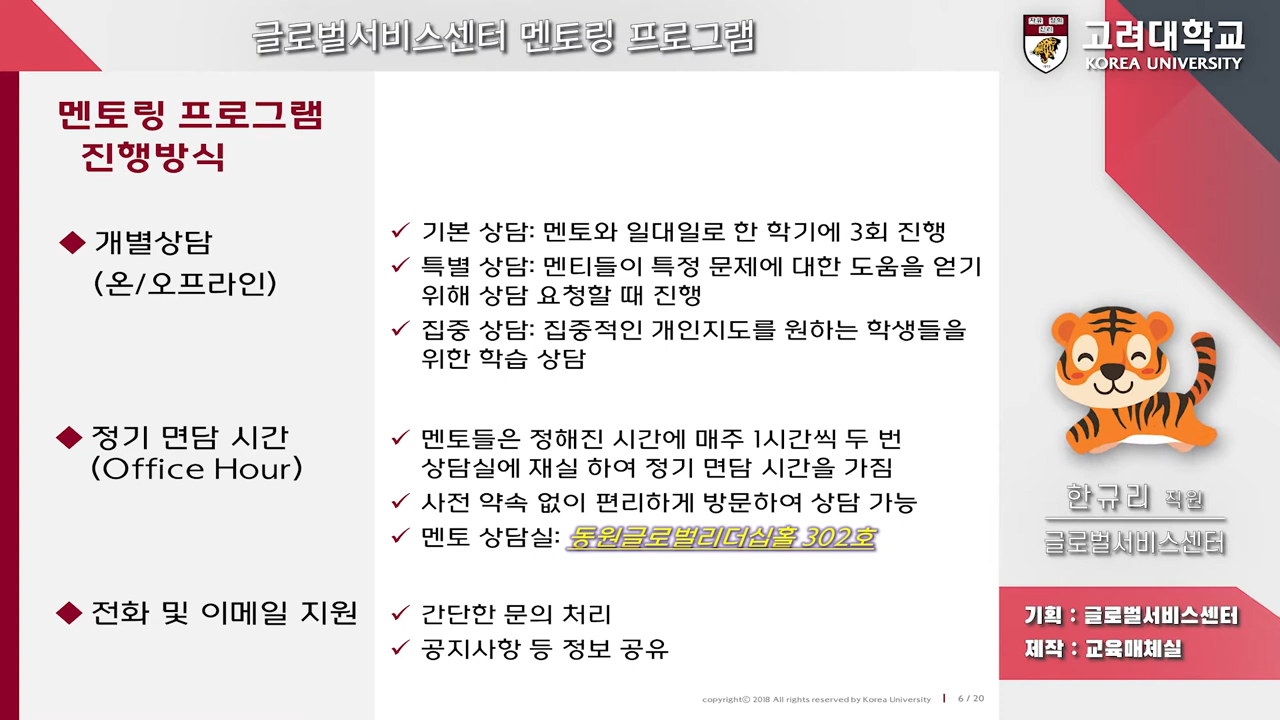 글로벌서비스센터 멘토링 프로그램
고려대학교
KOREA UNIVERSITY
멘토링 프로그램
진행방식
◆ 개별상담
(온/오프라인)
✓ 기본 상담: 멘토와 일대일로 한 학기에 3회 진행
✓ 특별 상담: 멘티들이 특정 문제에 대한 도움을 얻기
위해 상담 요청할 때 진행
✓ 집중 상담: 집중적인 개인지도를 원하는 학생들을
위한 학습 상담
◆ 정기 면담 시간
(Office Hour)
✓ 멘토들은 정해진 시간에 매주 1시간씩 두 번
상담실에 재실 하여 정기 면담 시간을 가짐
✓ 사전 약속 없이 편리하게 방문하여 상담 가능
✓ 멘토 상담실: 동원글로벌리더십홀 302호
◆ 전화 및 이메일 지원
✓ 간단한 문의 처리
✓ 공지사항 등 정보 공유
copyrightⓒ 2018 All rights reserved by Korea University
6 / 20
한규리 직원
글로벌서비스센터
기획 : 글로벌서비스센터
제작 : 교육매체실